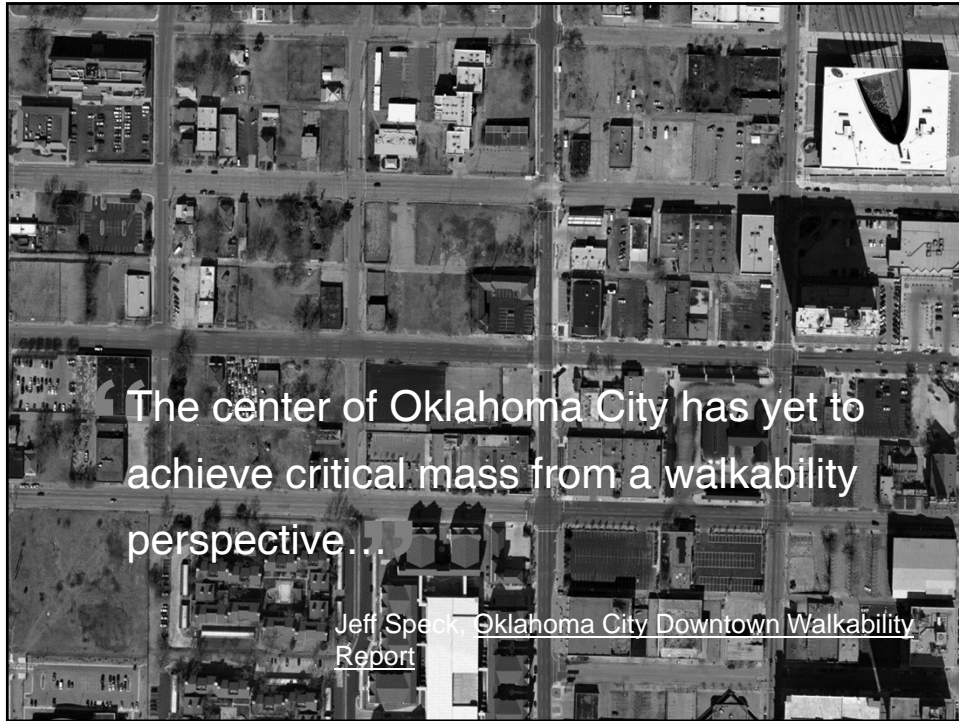 “The center of Oklahoma City has yet to
achieve critical mass from a walkability
perspective…”
Jeff Speck, Oklahoma City Downtown Walkability
Report